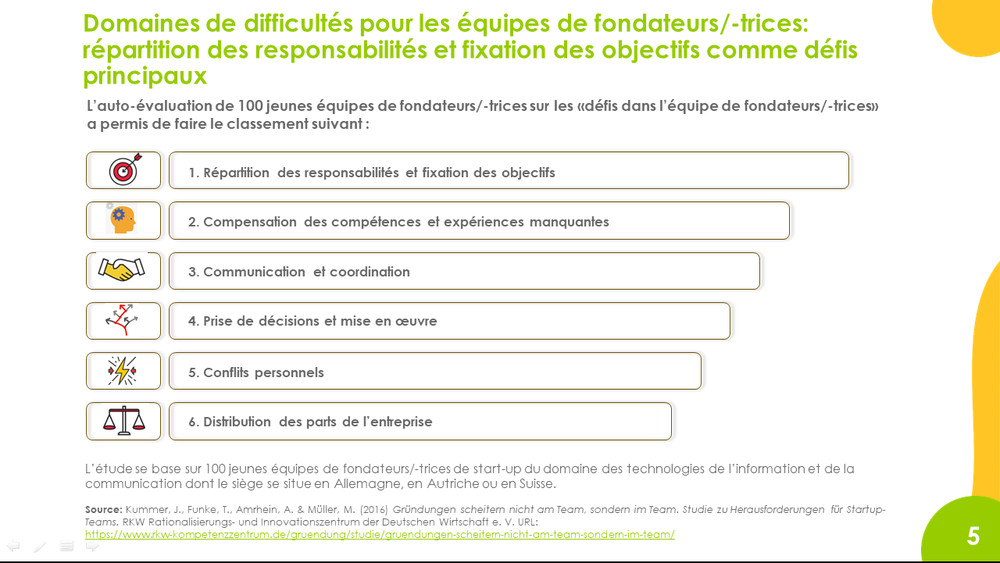 Domaines de difficultés pour les équipes de fondateurs/-trices:
répartition des responsabilités et fixation des objectifs comme défis
principaux
L’auto-évaluation de 100 jeunes équipes de fondateurs/-trices sur les «défis dans l’équipe de fondateurs/-trices»
a permis de faire le classement suivant :
1. Répartition des responsabilités et fixation des objectifs
2. Compensation des compétences et expériences manquantes
3. Communication et coordination
4. Prise de décisions et mise en œuvre
5. Conflits personnels
6. Distribution des parts de l’entreprise
L’étude se base sur 100 jeunes équipes de fondateurs/-trices de start-up du domaine des technologies de l’information et de la
communication dont le siège se situe en Allemagne, en Autriche ou en Suisse.
Source: Kummer, J., Funke, T., Amrhein, A. & Müller, M. (2016) Gründungen scheitern nicht am Team, sondern im Team. Studie zu Herausforderungen für Startup-
Teams. RKW Rationalisierungs- und Innovationszentrum der Deutschen Wirtschaft e. V. URL:
https://www.rkw-kompetenzzentrum.de/gruendung/studie/gruendungen-scheitern-nicht-am-team-sondern-im-team/
5